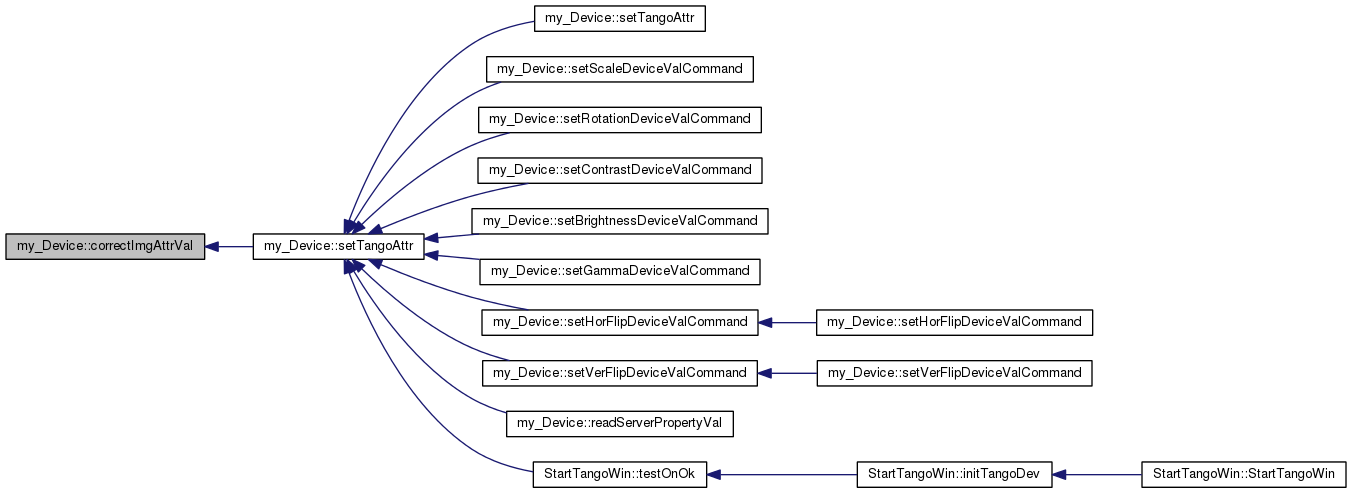 my_Device::setTangoAttr
my_Device::setScaleDeviceValCommand
my_Device::setRotationDeviceValCommand
my_Device::setContrastDeviceValCommand
my_Device::setBrightnessDeviceValCommand
my_Device::correctImgAttrVal
my_Device::setTangoAttr
my_Device::setGammaDeviceValCommand
my_Device::setHorFlipDeviceValCommand
my_Device::setHorFlipDeviceValCommand
my_Device::setVerFlipDeviceValCommand
my_Device::setVerFlipDeviceValCommand
my_Device::readServerPropertyVal
StartTangoWin::testOnOk
StartTangoWin::initTangoDev
StartTangoWin::StartTangoWin